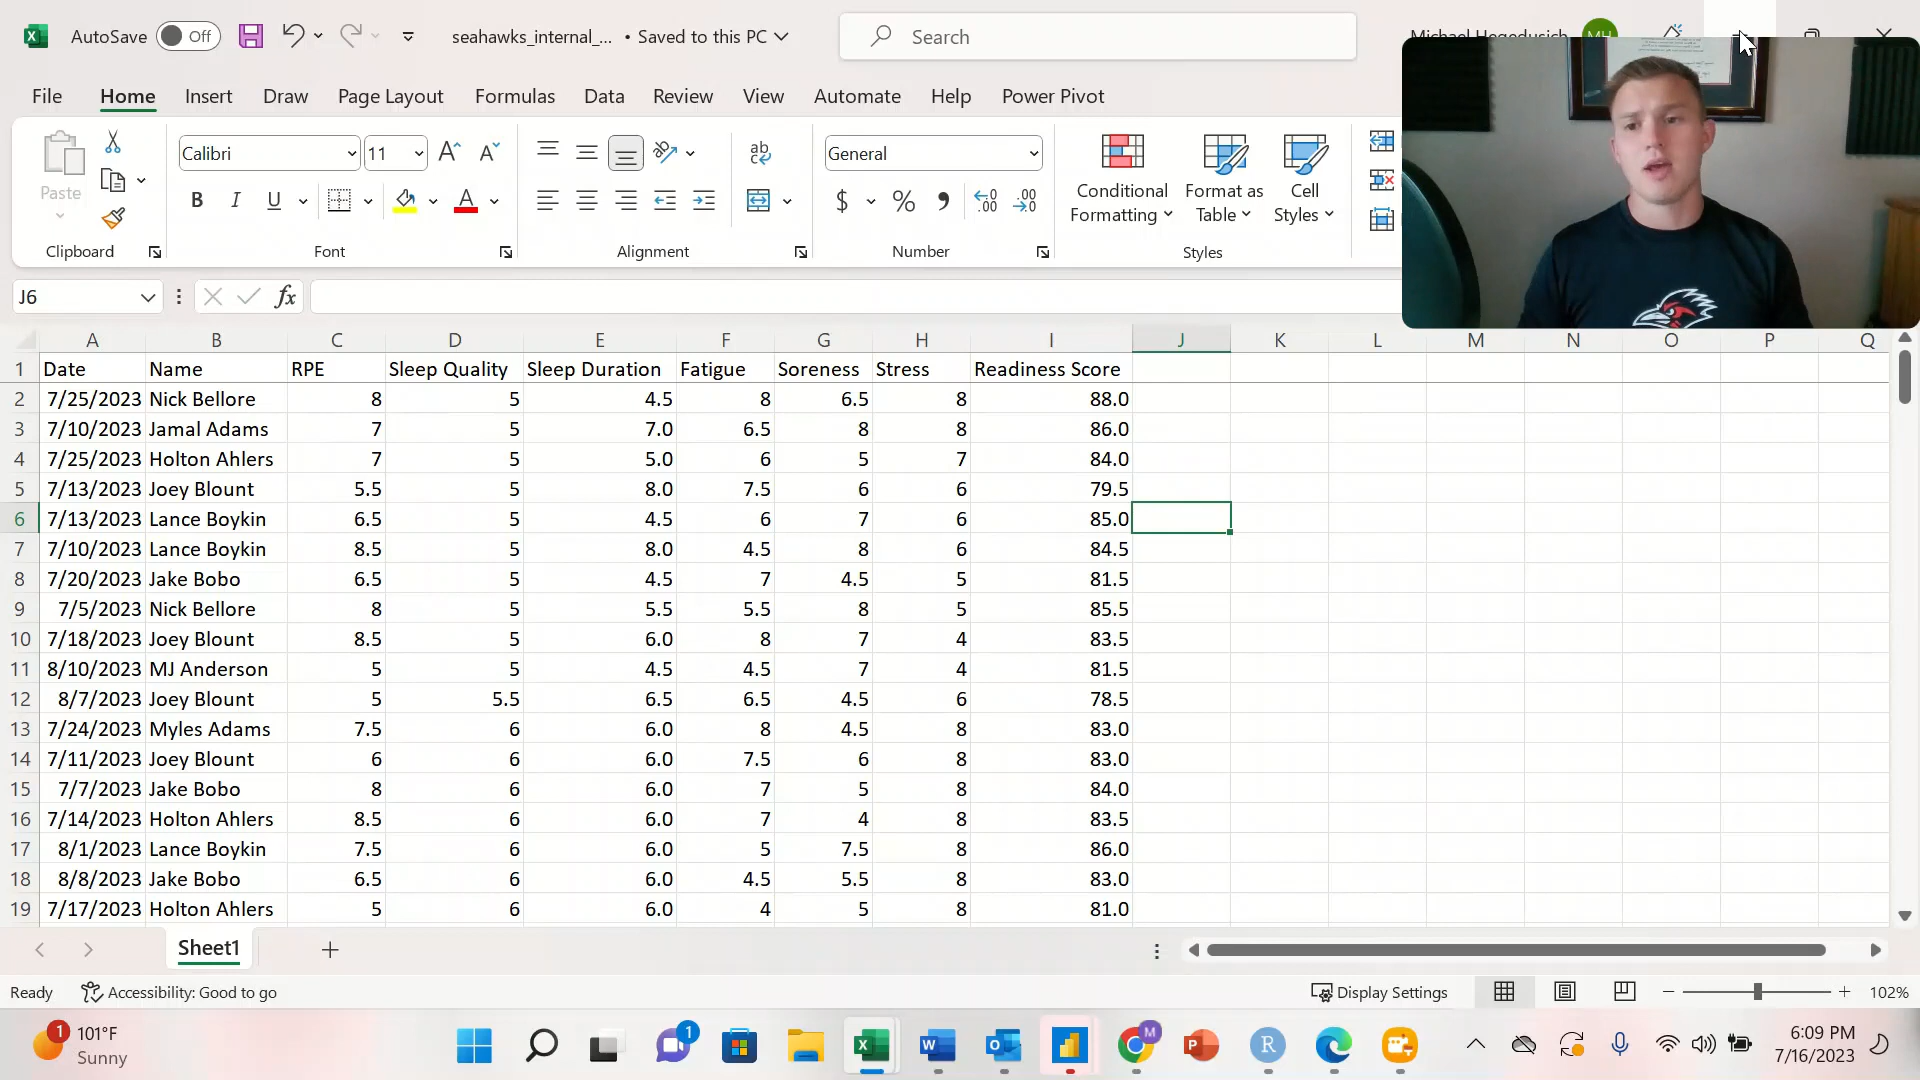 AutoSave Off seahawks_internal_... • Saved to this PC Search Michael Hegedusich MH
File Home Insert Draw Page Layout Formulas Data Review View Automate Help Power Pivot
Paste Calibri 11 General Conditional Formatting Format as Table Cell Styles
Clipboard Font Alignment Number Styles
J6 fx
A B C D E F G H I J K L M N O P Q
1 Date Name RPE Sleep Quality Sleep Duration Fatigue Soreness Stress Readiness Score
2 7/25/2023 Nick Bellore 8 5 4.5 8 6.5 8 88.0
3 7/10/2023 Jamal Adams 7 5 7.0 6.5 8 8 86.0
4 7/25/2023 Holton Ahlers 7 5 5.0 6 5 7 84.0
5 7/13/2023 Joey Blount 5.5 5 8.0 7.5 6 6 79.5
6 7/13/2023 Lance Boykin 6.5 5 4.5 6 7 6 85.0
7 7/10/2023 Lance Boykin 8.5 5 8.0 4.5 8 6 84.5
8 7/20/2023 Jake Bobo 6.5 5 4.5 7 4.5 5 81.5
9 7/5/2023 Nick Bellore 8 5 5.5 5.5 8 5 85.5
10 7/18/2023 Joey Blount 8.5 5 6.0 8 7 4 83.5
11 8/10/2023 MJ Anderson 5 5 4.5 4.5 7 4 81.5
12 8/7/2023 Joey Blount 5 5.5 6.5 6.5 4.5 6 78.5
13 7/24/2023 Myles Adams 7.5 6 6.0 8 4.5 8 83.0
14 7/11/2023 Joey Blount 6 6 6.0 7.5 6 8 83.0
15 7/7/2023 Jake Bobo 8 6 6.0 7 5 8 84.0
16 7/14/2023 Holton Ahlers 8.5 6 6.0 7 4 8 83.5
17 8/1/2023 Lance Boykin 7.5 6 6.0 5 7.5 8 86.0
18 8/8/2023 Jake Bobo 6.5 6 6.0 4.5 5.5 8 83.0
19 7/17/2023 Holton Ahlers 5 6 6.0 4 5 8 81.0
Sheet1
Ready Accessibility: Good to go Display Settings 102%
1 101°F 1 M 6:09 PM
Sunny 7/16/2023